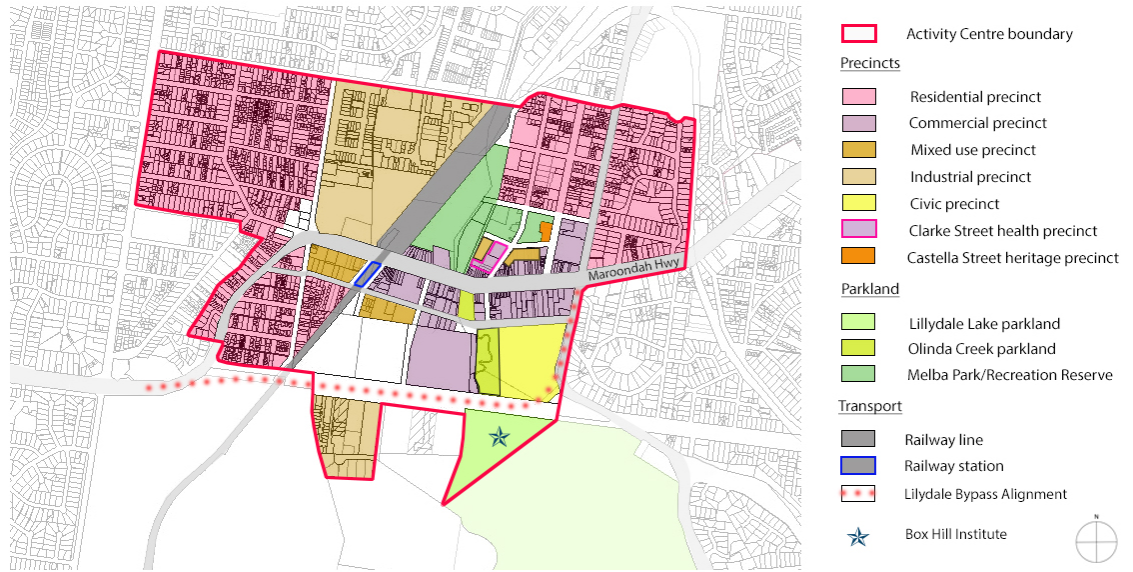 Maroondah Hwy
Activity Centre boundary
Precincts
Residential precinct
Commercial precinct
Mixed use precinct
Industrial precinct
Civic precinct
Clarke Street health precinct
Castella Street heritage precinct
Parkland
Lillydale Lake parkland
Olinda Creek parkland
Melba Park/Recreation Reserve
Transport
Railway line
Railway station
Lilydale Bypass Alignment
Box Hill Institute
N